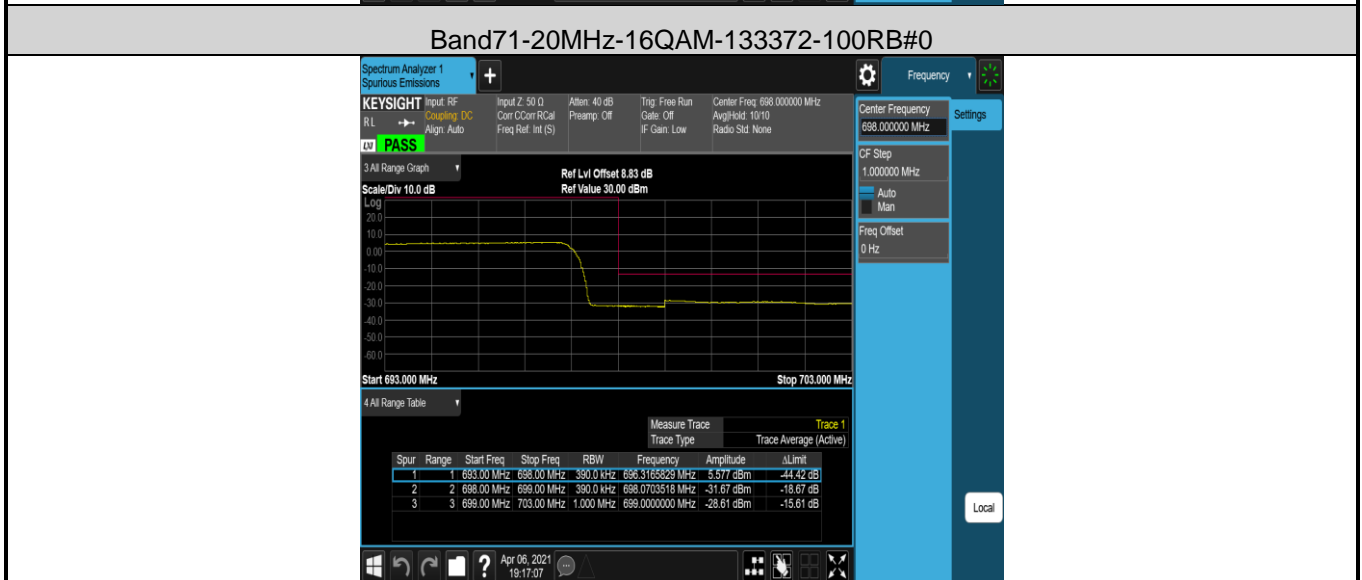 Band71-20MHz-16QAM-133372-100RB#0
Spectrum Analyzer 1
Spurious Emissions
+
Frequency
KEYSIGHT
RL
LXI
PASS
Input: RF
Coupling: DC
Align: Auto
Input Z: 50 Ω
Corr CCorr RCal
Freq Ref: Int (S)
Atten: 40 dB
Preamp: Off
Trig: Free Run
Gate: Off
IF Gain: Low
Center Freq: 698.000000 MHz
Avg|Hold: 10/10
Radio Std: None
Center Frequency
698.000000 MHz
Settings
CF Step
1.000000 MHz
Auto
Man
Freq Offset
0 Hz
Local
3 All Range Graph
Ref Lvl Offset 8.83 dB
Scale/Div 10.0 dB
Ref Value 30.00 dBm
Log
20.0
10.0
0.00
-10.0
-20.0
-30.0
-40.0
-50.0
-60.0
Start 693.000 MHz
Stop 703.000 MHz
4 All Range Table
Measure Trace Trace 1
Trace Type Trace Average (Active)
Spur Range Start Freq Stop Freq RBW Frequency Amplitude ΔLimit
1 1 693.00 MHz 698.00 MHz 390.0 kHz 696.3165829 MHz 5.577 dBm -44.42 dB
2 2 698.00 MHz 699.00 MHz 390.0 kHz 698.0703518 MHz -31.67 dBm -18.67 dB
3 3 699.00 MHz 703.00 MHz 1.000 MHz 699.0000000 MHz -28.61 dBm -15.61 dB
?
Apr 06, 2021
19:17:07